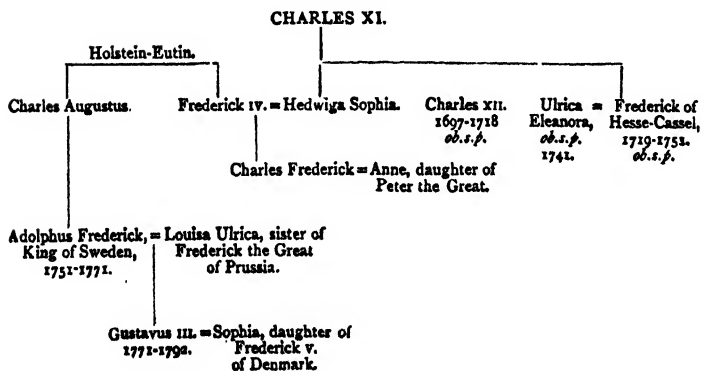 CHARLES XI.
Holstein-Eutin.
Charles Augustus.
Frederick IV. = Hedwiga Sophia.
Charles XII.
1697-1718
ob.s.p.
Ulrica =
Eleanora,
ob.s.p.
1741.
Frederick of
Hesse-Cassel,
1719-1751.
ob.s.p.
Charles Frederick = Anne, daughter of
Peter the Great.
Adolphus Frederick, = Louisa Ulrica, sister of
King of Sweden,
1751-1771.
Frederick the Great
of Prussia.
Gustavus III. = Sophia, daughter of
1771-1792.
Frederick V.
of Denmark.